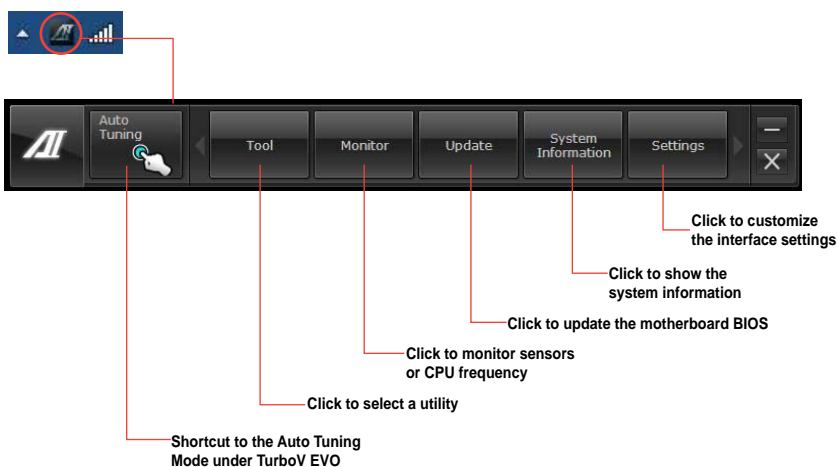 Auto
Tuning
Tool
Monitor
Update
System
Information
Settings
Click to customize
the interface settings
Click to show the
system information
Click to update the motherboard BIOS
Click to monitor sensors
or CPU frequency
Click to select a utility
Shortcut to the Auto Tuning
Mode under TurboV EVO